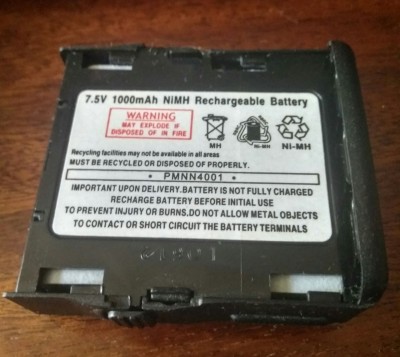 7.5V 1000mAh NiMH Rechargeable Battery
WARNING
MAY EXPLODE IF
DISPOSED OF IN FIRE
MH
Ni-MH
Ni-MH
Recycling facilities may not be available in all areas
MUST BE RECYCLED OR DISPOSED OF PROPERLY.
• PMNN4001 •
IMPORTANT UPON DELIVERY.BATTERY IS NOT FULLY CHARGED
RECHARGE BATTERY BEFORE INITIAL USE
TO PREVENT INJURY OR BURNS.DO NOT ALLOW METAL OBJECTS
TO CONTACT OR SHORT CIRCUIT THE BATTERY TERMINALS